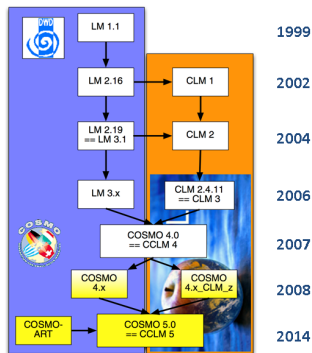 DWD
LM 1.1
1999
LM 2.16
CLM 1
2002
LM 2.19
== LM 3.1
CLM 2
2004
LM 3.x
CLM 2.4.11
== CLM 3
2006
COSMO
COSMO 4.0
== CCLM 4
2007
COSMO
4.x
COSMO
4.x_CLM_z
2008
COSMO-
ART
COSMO 5.0
== CCLM 5
2014